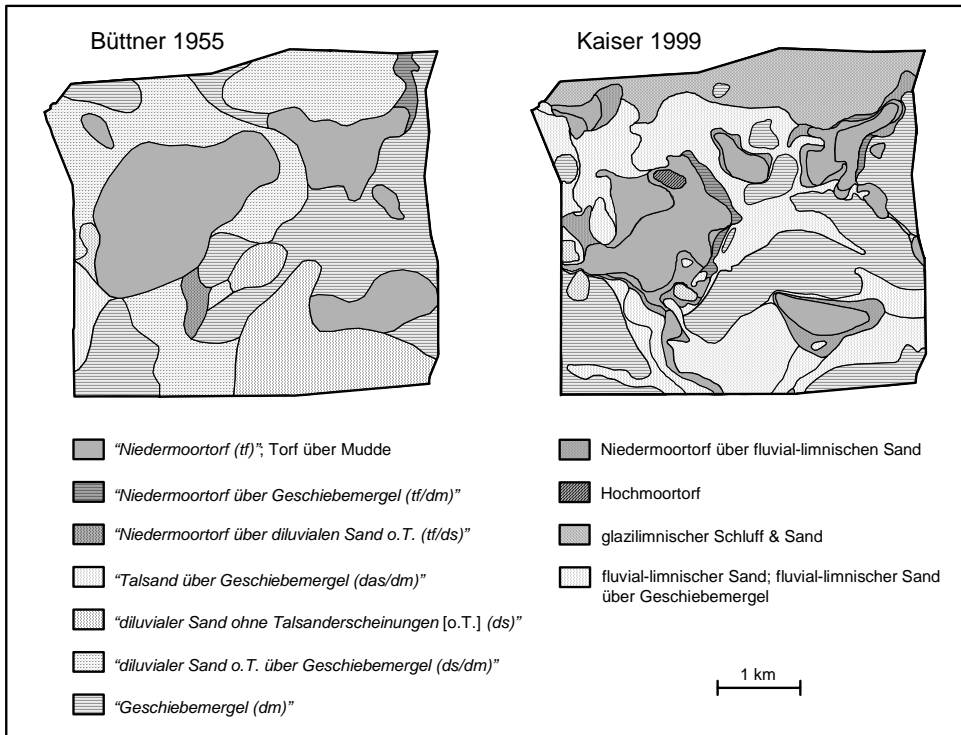 Büttner 1955
Kaiser 1999
“Niedermoortorf (tf)”; Torf über Mudde
“Niedermoortorf über Geschiebemergel (tf/dm)”
“Niedermoortorf über diluvialen Sand o.T. (tf/ds)”
“Talsand über Geschiebemergel (das/dm)”
“diluvialer Sand ohne Talsanderscheinungen [o.T.] (ds)”
“diluvialer Sand o.T. über Geschiebemergel (ds/dm)”
“Geschiebemergel (dm)”
Niedermoortorf über fluvial-limnischen Sand
Hochmoortorf
glazilimnischer Schluff & Sand
fluvial-limnischer Sand; fluvial-limnischer Sand
über Geschiebemergel
1 km